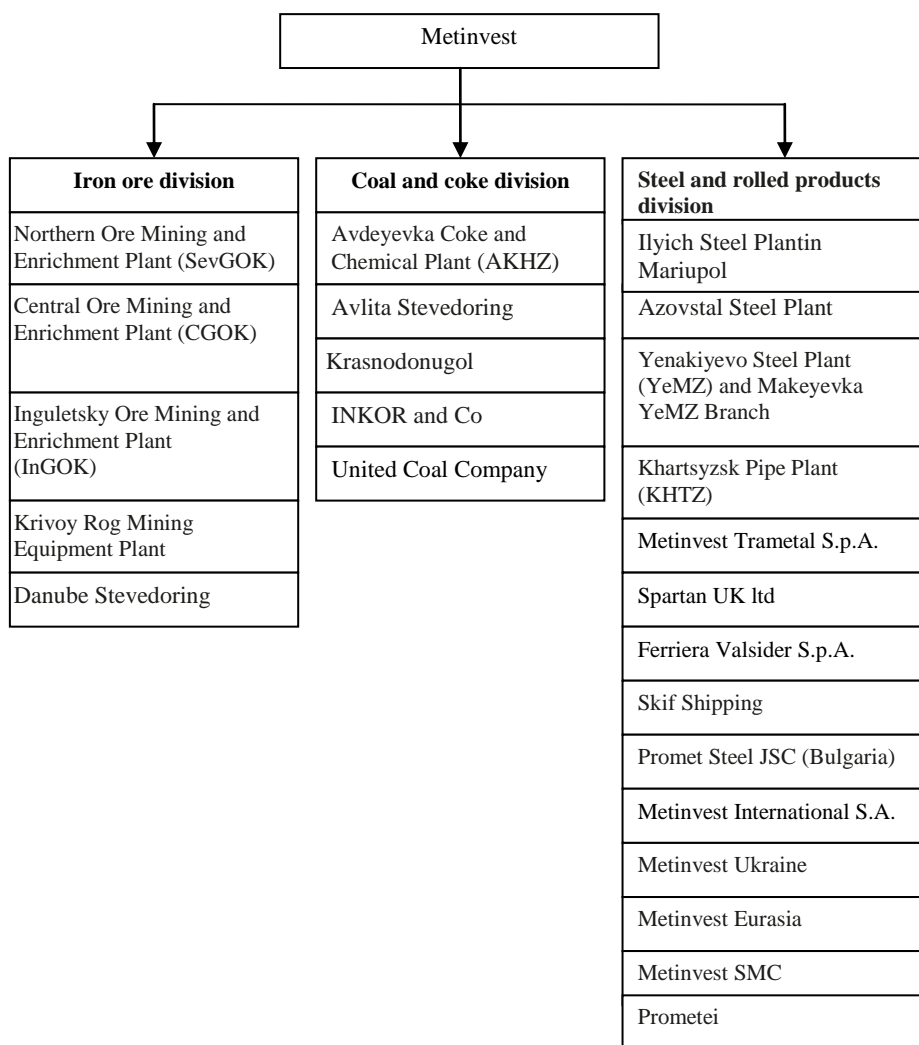 Metinvest
Iron ore division
Northern Ore Mining and
Enrichment Plant (SevGOK)
Central Ore Mining and
Enrichment Plant (CGOK)
Inguletsky Ore Mining and
Enrichment Plant
(InGOK)
Krivoy Rog Mining
Equipment Plant
Danube Stevedoring
Coal and coke division
Avdeyevka Coke and
Chemical Plant (AKHZ)
Avlita Stevedoring
Krasnodonugol
INKOR and Co
United Coal Company
Steel and rolled products
division
Ilyich Steel Plantin
Mariupol
Azovstal Steel Plant
Yenakiyevo Steel Plant
(YeMZ) and Makeyevka
YeMZ Branch
Khartsyzsk Pipe Plant
(KHTZ)
Metinvest Trametal S.p.A.
Spartan UK ltd
Ferriera Valsider S.p.A.
Skif Shipping
Promet Steel JSC (Bulgaria)
Metinvest International S.A.
Metinvest Ukraine
Metinvest Eurasia
Metinvest SMC
Prometei